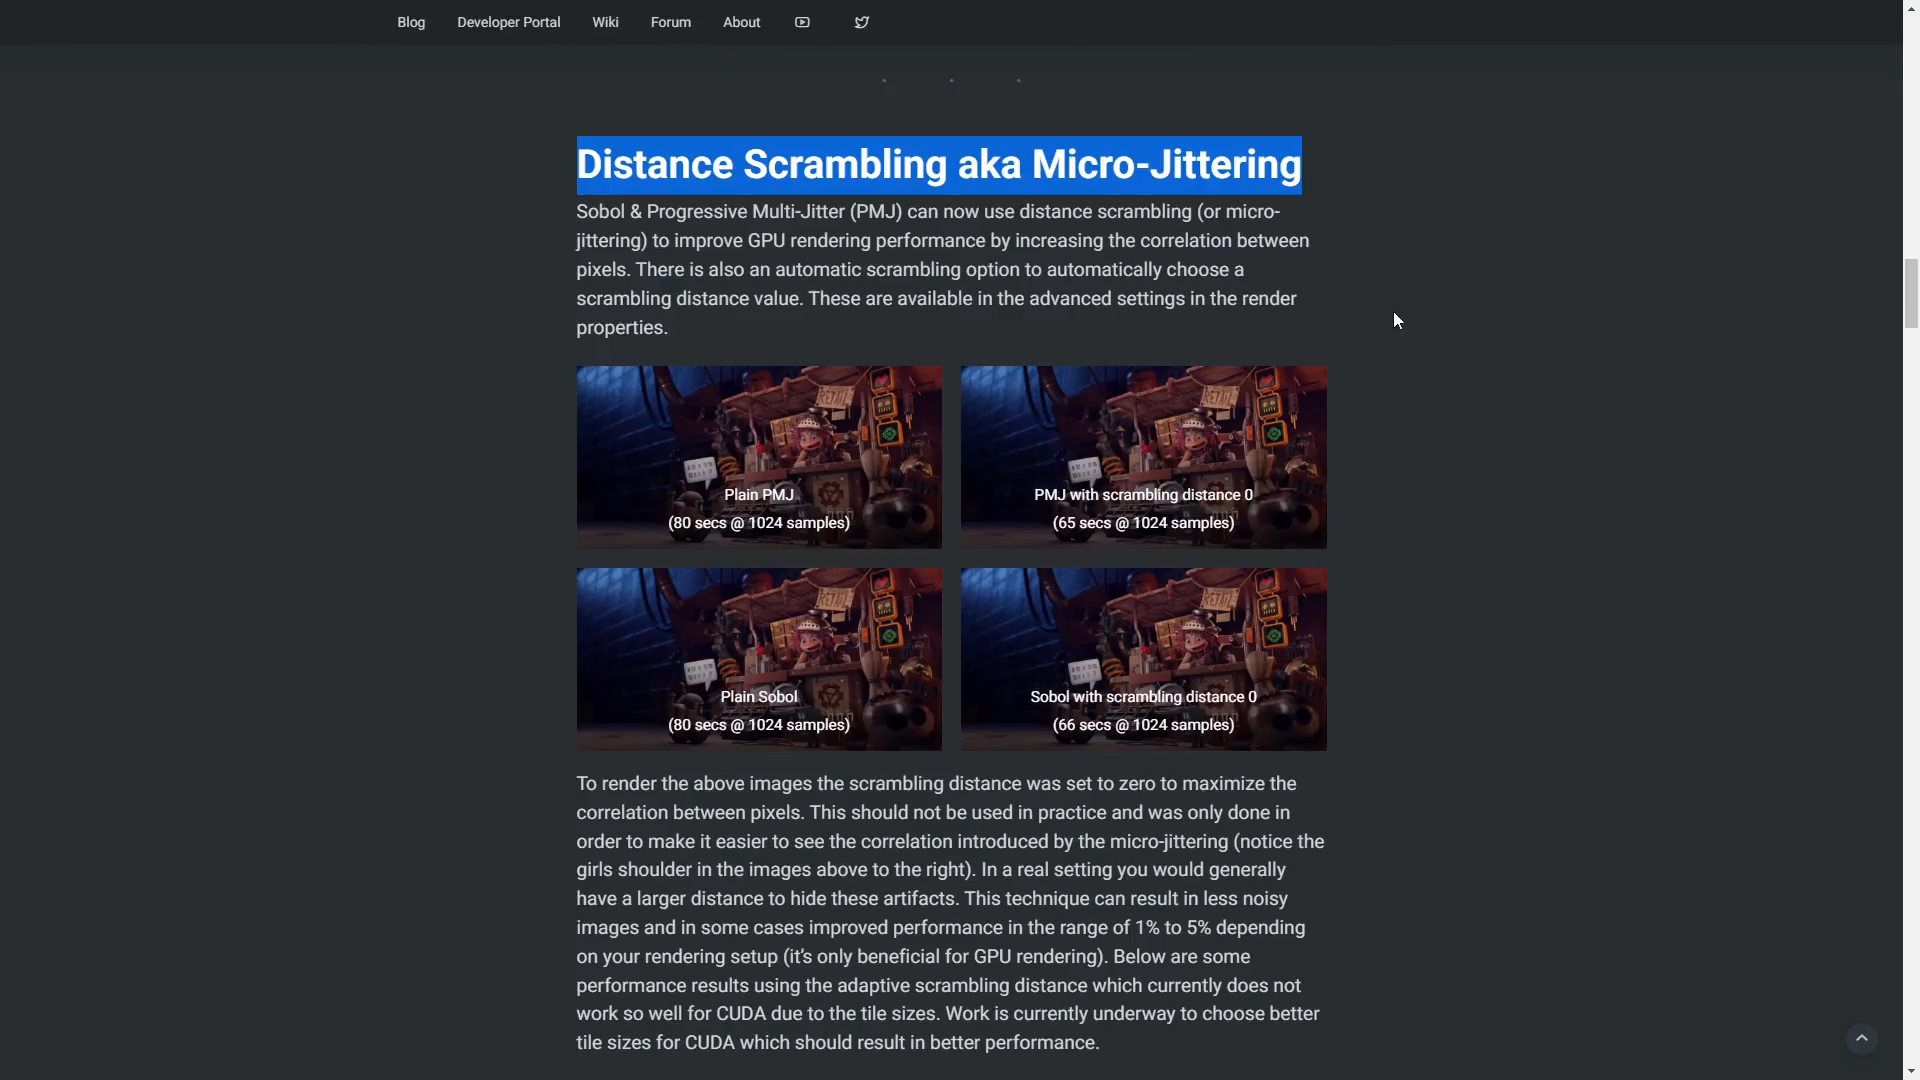 Blog Developer Portal Wiki Forum About
Distance Scrambling aka Micro-Jittering
Sobol & Progressive Multi-Jitter (PMJ) can now use distance scrambling (or micro-
jittering) to improve GPU rendering performance by increasing the correlation between
pixels. There is also an automatic scrambling option to automatically choose a
scrambling distance value. These are available in the advanced settings in the render
properties.
Plain PMJ
(80 secs @ 1024 samples)
PMJ with scrambling distance 0
(65 secs @ 1024 samples)
Plain Sobol
(80 secs @ 1024 samples)
Sobol with scrambling distance 0
(66 secs @ 1024 samples)
To render the above images the scrambling distance was set to zero to maximize the
correlation between pixels. This should not be used in practice and was only done in
order to make it easier to see the correlation introduced by the micro-jittering (notice the
girls shoulder in the images above to the right). In a real setting you would generally
have a larger distance to hide these artifacts. This technique can result in less noisy
images and in some cases improved performance in the range of 1% to 5% depending
on your rendering setup (it's only beneficial for GPU rendering). Below are some
performance results using the adaptive scrambling distance which currently does not
work so well for CUDA due to the tile sizes. Work is currently underway to choose better
tile sizes for CUDA which should result in better performance.